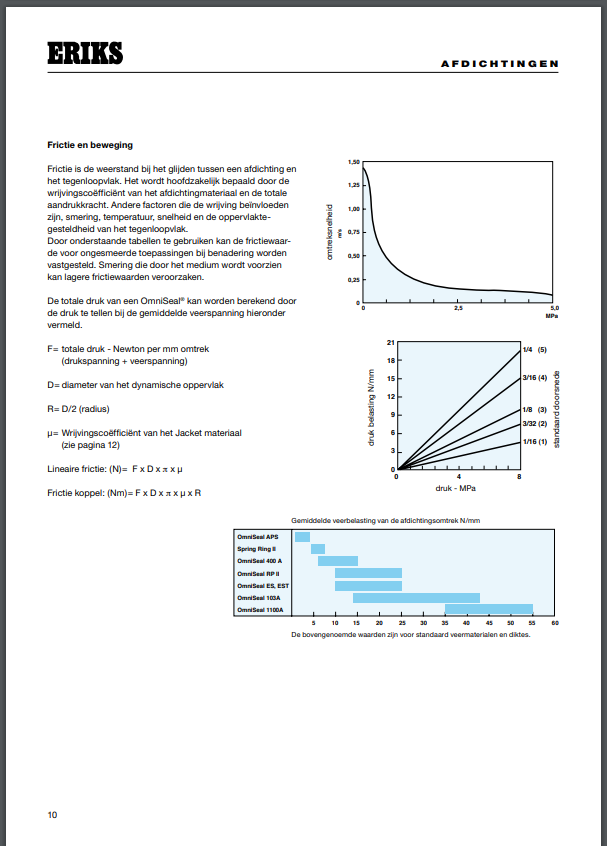 ERIKS
AFDICHTINGEN
Frictie en beweging
Frictie is de weerstand bij het glijden tussen een afdichting en
het tegenloopvlak. Het wordt hoofdzakelijk bepaald door de
wrijvingscoëfficiënt van het afdichtingmateriaal en de totale
aandrukkracht. Andere factoren die de wrijving beïnvloeden
zijn, smering, temperatuur, snelheid en de oppervlakte-
gesteldheid van het tegenloopvlak.
Door onderstaande tabellen te gebruiken kan de frictiewaar-
de voor ongesmeerde toepassingen bij benadering worden
vastgesteld. Smering die door het medium wordt voorzien
kan lagere frictiewaarden veroorzaken.
De totale druk van een OmniSeal® kan worden berekend door
de druk te tellen bij de gemiddelde veerspanning hieronder
vermeld.
F= totale druk - Newton per mm omtrek
(drukspanning + veerspanning)
D= diameter van het dynamische oppervlak
R= D/2 (radius)
µ= Wrijvingscoëfficiënt van het Jacket materiaal
(zie pagina 12)
Lineaire frictie: (N)= F x D x π x µ
Frictie koppel: (Nm)= F x D x π x µ x R
omtreksnelheid
m/s
1,50
1,25
1,00
0,75
0,50
0,25
0
0 2,5 5,0
MPa
druk belasting N/mm
21
18
15
12
9
6
3
0
0 4 8
druk - MPa
1/4 (5)
3/16 (4)
1/8 (3)
3/32 (2)
1/16 (1)
standaard doorsnede
Gemiddelde veerbelasting van de afdichtingsomtrek N/mm
OmniSeal APS
Spring Ring II
OmniSeal 400 A
OmniSeal RP II
OmniSeal ES, EST
OmniSeal 103A
OmniSeal 1100A
5 10 15 20 25 30 35 40 45 50 55 60
De bovengenoemde waarden zijn voor standaard veermaterialen en diktes.
10